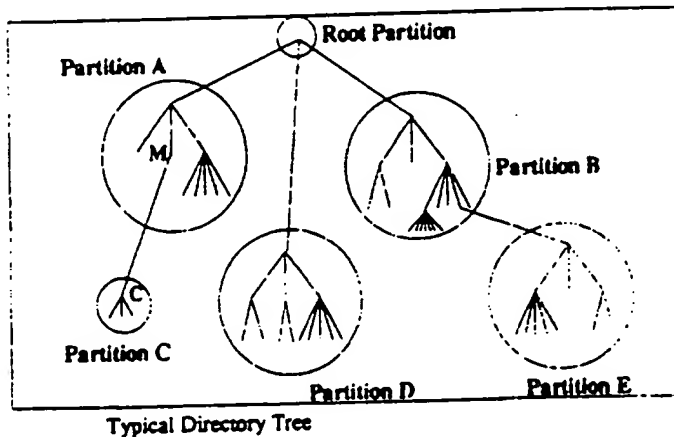 Root Partition
Partition A
M
Partition B
C
Partition C
Partition D
Partition E
Typical Directory Tree